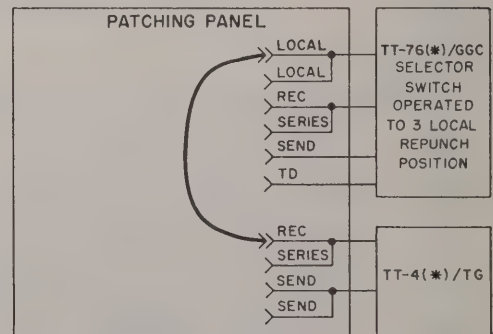 PATCHING PANEL
LOCAL
LOCAL
REC
SERIES
SEND
TD
TT-76(*)/GGC
SELECTOR
SWITCH
OPERATED
TO 3 LOCAL
REPUNCH
POSITION
REC
SERIES
SEND
SEND
TT-4(*)/TG